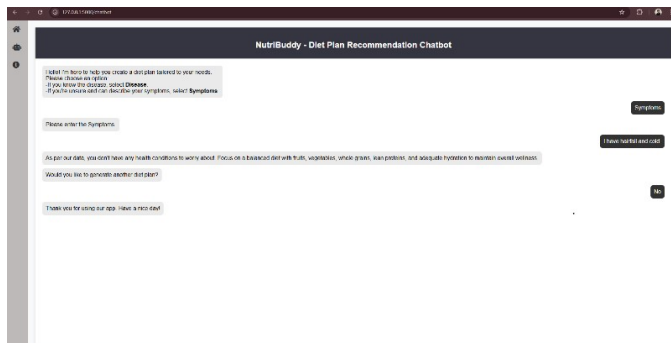 NutriBuddy - Diet Plan Recommendation Chatbot
Hello! I'm here to help you create a diet plan tailored to your needs.
Please choose an option
-If you know the disease, select Disease.
-If you're unsure and can describe your symptoms, select Symptoms
Symptoms
Please enter the Symptoms.
I have hairfall and cold
As per our data, you don't have any health conditions to worry about. Focus on a balanced diet with fruits, vegetables, whole grains, lean proteins, and adequate hydration to maintain overall wellness.
Would you like to generate another diet plan?
No
Thank you for using our app. Have a nice day!